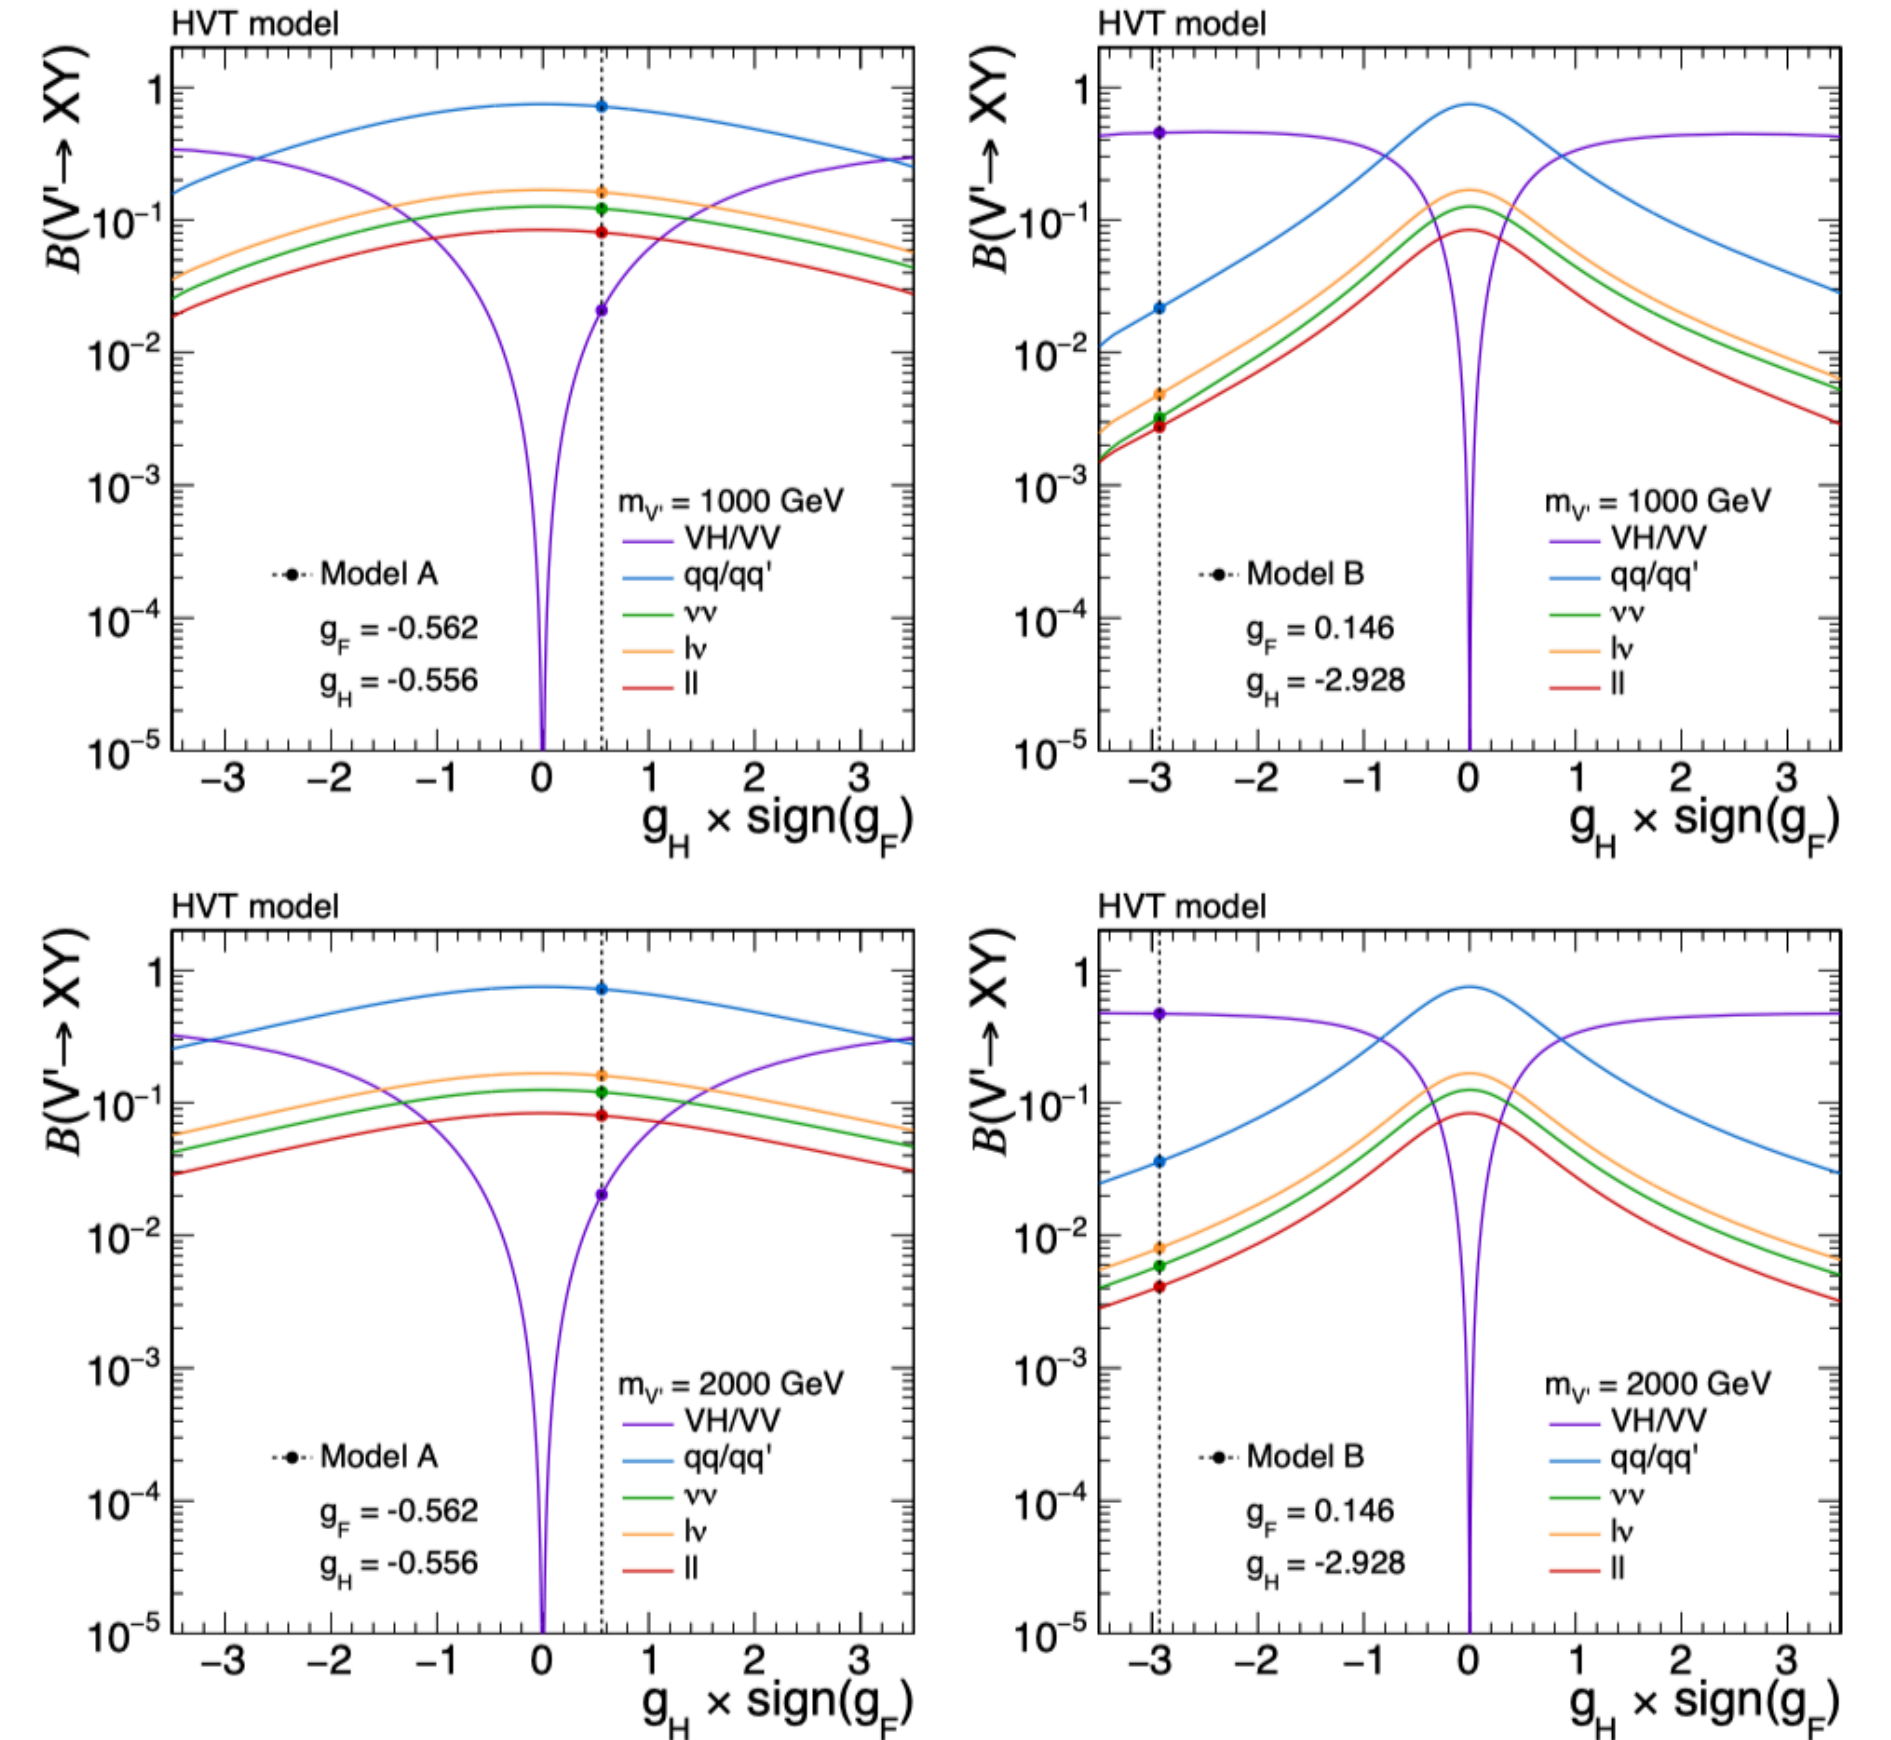 HVT model
B(V'→ XY)
1
10⁻¹
10⁻²
10⁻³
10⁻⁴
10⁻⁵
m_V' = 1000 GeV
VH/VV
Model A
qq/qq'
g_F = -0.562
νν
lν
g_H = -0.556
ll
−3 −2 −1 0 1 2 3
g_H × sign(g_F)
HVT model
B(V'→ XY)
1
10⁻¹
10⁻²
10⁻³
10⁻⁴
10⁻⁵
m_V' = 1000 GeV
VH/VV
Model B
qq/qq'
g_F = 0.146
νν
lν
g_H = -2.928
ll
−3 −2 −1 0 1 2 3
g_H × sign(g_F)
HVT model
B(V'→ XY)
1
10⁻¹
10⁻²
10⁻³
10⁻⁴
10⁻⁵
m_V' = 2000 GeV
VH/VV
Model A
qq/qq'
g_F = -0.562
νν
lν
g_H = -0.556
ll
−3 −2 −1 0 1 2 3
g_H × sign(g_F)
HVT model
B(V'→ XY)
1
10⁻¹
10⁻²
10⁻³
10⁻⁴
10⁻⁵
m_V' = 2000 GeV
VH/VV
Model B
qq/qq'
g_F = 0.146
νν
lν
g_H = -2.928
ll
−3 −2 −1 0 1 2 3
g_H × sign(g_F)